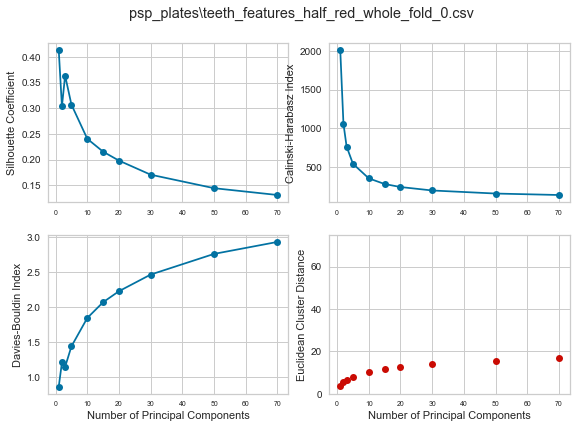 psp_plates\teeth_features_half_red_whole_fold_0.csv
Silhouette Coefficient
0.40
0.35
0.30
0.25
0.20
0.15
0 10 20 30 40 50 60 70
Calinski-Harabasz Index
2000
1500
1000
500
0 10 20 30 40 50 60 70
Davies-Bouldin Index
3.0
2.5
2.0
1.5
1.0
0 10 20 30 40 50 60 70
Number of Principal Components
Euclidean Cluster Distance
60
40
20
0
0 10 20 30 40 50 60 70
Number of Principal Components